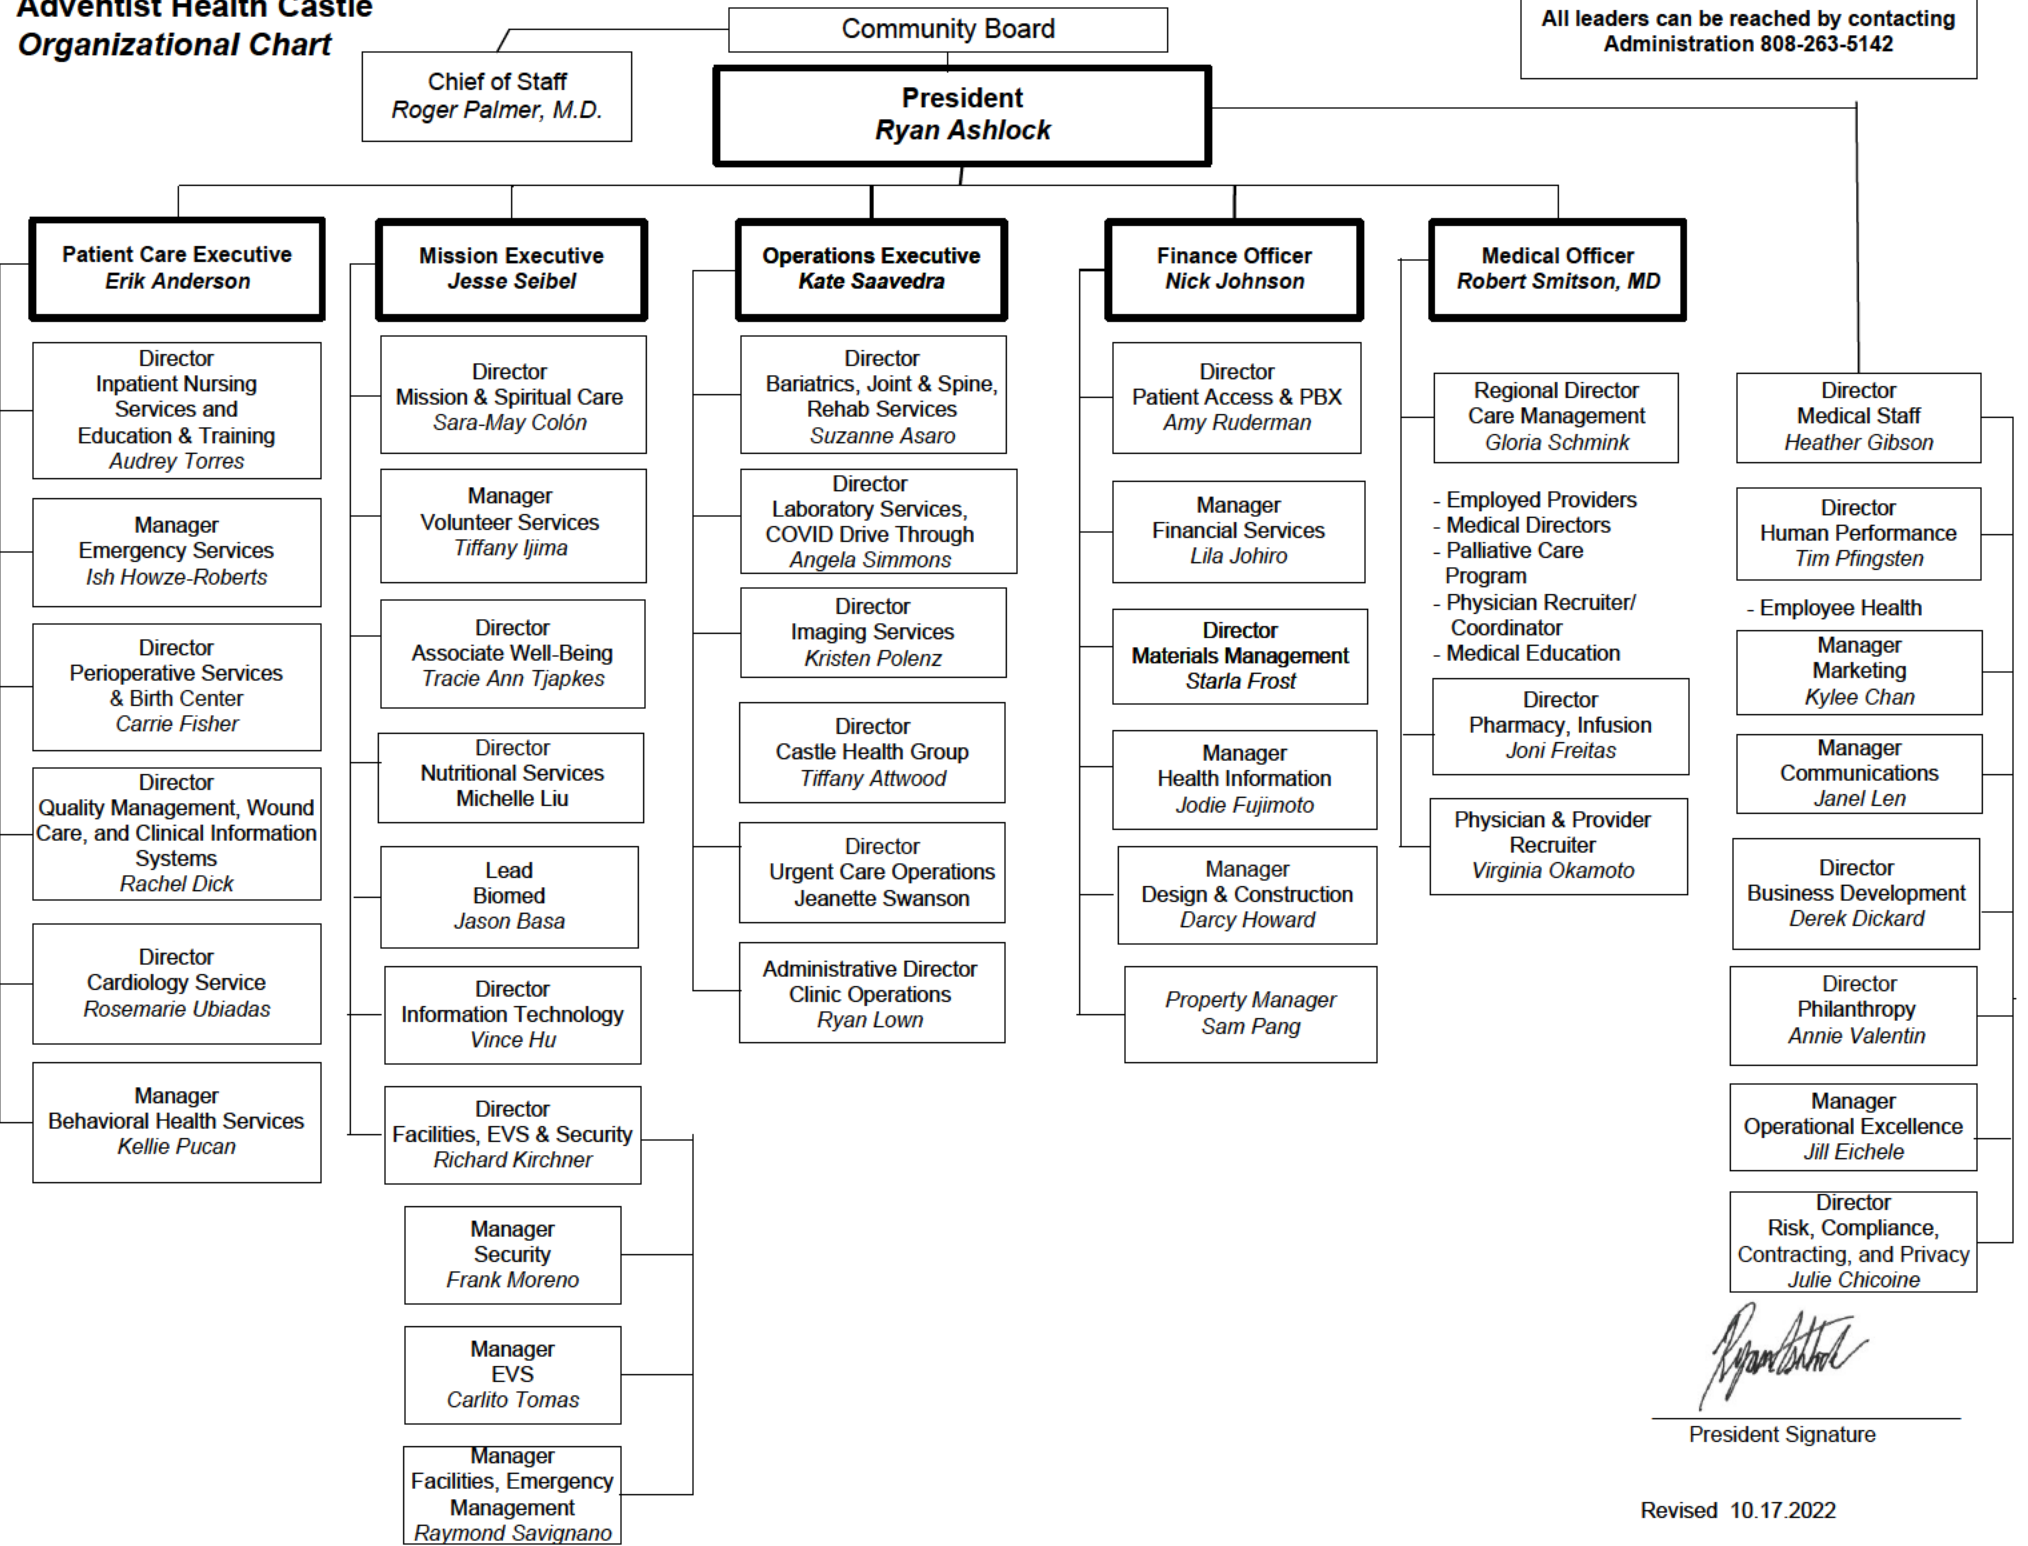 Adventist Health Castle
Organizational Chart
Community Board
All leaders can be reached by contacting
Administration 808-263-5142
Chief of Staff
Roger Palmer, M.D.
President
Ryan Ashlock
Patient Care Executive
Erik Anderson
Director
Inpatient Nursing
Services and
Education & Training
Audrey Torres
Manager
Emergency Services
Ish Howze-Roberts
Director
Perioperative Services
& Birth Center
Carrie Fisher
Director
Quality Management, Wound
Care, and Clinical Information
Systems
Rachel Dick
Director
Cardiology Service
Rosemarie Ubiadas
Manager
Behavioral Health Services
Kellie Pucan
Mission Executive
Jesse Seibel
Director
Mission & Spiritual Care
Sara-May Colón
Manager
Volunteer Services
Tiffany Ijima
Director
Associate Well-Being
Tracie Ann Tjapkes
Director
Nutritional Services
Michelle Liu
Lead
Biomed
Jason Basa
Director
Information Technology
Vince Hu
Director
Facilities, EVS & Security
Richard Kirchner
Manager
Security
Frank Moreno
Manager
EVS
Carlito Tomas
Manager
Facilities, Emergency
Management
Raymond Savignano
Operations Executive
Kate Saavedra
Director
Bariatrics, Joint & Spine,
Rehab Services
Suzanne Asaro
Director
Laboratory Services,
COVID Drive Through
Angela Simmons
Director
Imaging Services
Kristen Polenz
Director
Castle Health Group
Tiffany Attwood
Director
Urgent Care Operations
Jeanette Swanson
Administrative Director
Clinic Operations
Ryan Lown
Finance Officer
Nick Johnson
Director
Patient Access & PBX
Amy Ruderman
Manager
Financial Services
Lila Johiro
Director
Materials Management
Starla Frost
Manager
Health Information
Jodie Fujimoto
Manager
Design & Construction
Darcy Howard
Property Manager
Sam Pang
Medical Officer
Robert Smitson, MD
Regional Director
Care Management
Gloria Schmink
- Employed Providers
- Medical Directors
- Palliative Care
Program
- Physician Recruiter/
Coordinator
- Medical Education
Director
Pharmacy, Infusion
Joni Freitas
Physician & Provider
Recruiter
Virginia Okamoto
Director
Medical Staff
Heather Gibson
Director
Human Performance
Tim Pfingsten
- Employee Health
Manager
Marketing
Kylee Chan
Manager
Communications
Janel Len
Director
Business Development
Derek Dickard
Director
Philanthropy
Annie Valentin
Manager
Operational Excellence
Jill Eichele
Director
Risk, Compliance,
Contracting, and Privacy
Julie Chicoine
President Signature
Revised 10.17.2022